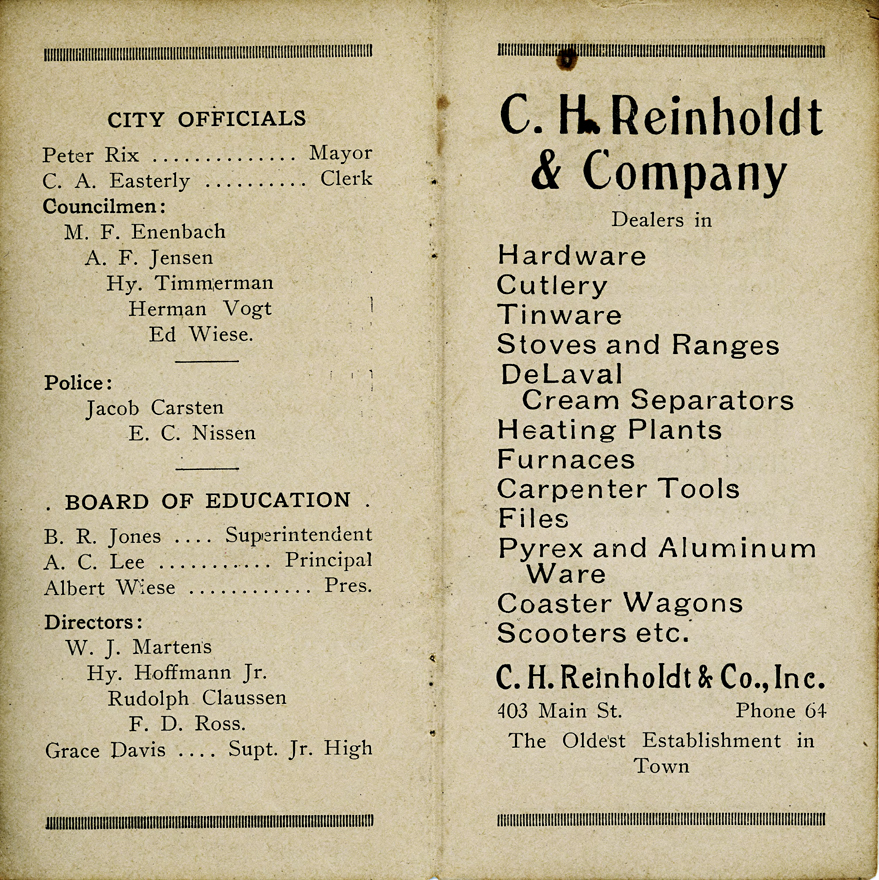 CITY OFFICIALS
Peter Rix .............. Mayor
C. A. Easterly .......... Clerk
Councilmen:
M. F. Enenbach
A. F. Jensen
Hy. Timmerman
Herman Vogt
Ed Wiese.
Police:
Jacob Carsten
E. C. Nissen
. BOARD OF EDUCATION .
B. R. Jones .... Superintendent
A. C. Lee ........... Principal
Albert Wiese ............ Pres.
Directors:
W. J. Martens
Hy. Hoffmann Jr.
Rudolph Claussen
F. D. Ross.
Grace Davis .... Supt. Jr. High
C. H. Reinholdt
& Company
Dealers in
Hardware
Cutlery
Tinware
Stoves and Ranges
DeLaval
Cream Separators
Heating Plants
Furnaces
Carpenter Tools
Files
Pyrex and Aluminum
Ware
Coaster Wagons
Scooters etc.
C. H. Reinholdt & Co., Inc.
403 Main St. Phone 64
The Oldest Establishment in
Town